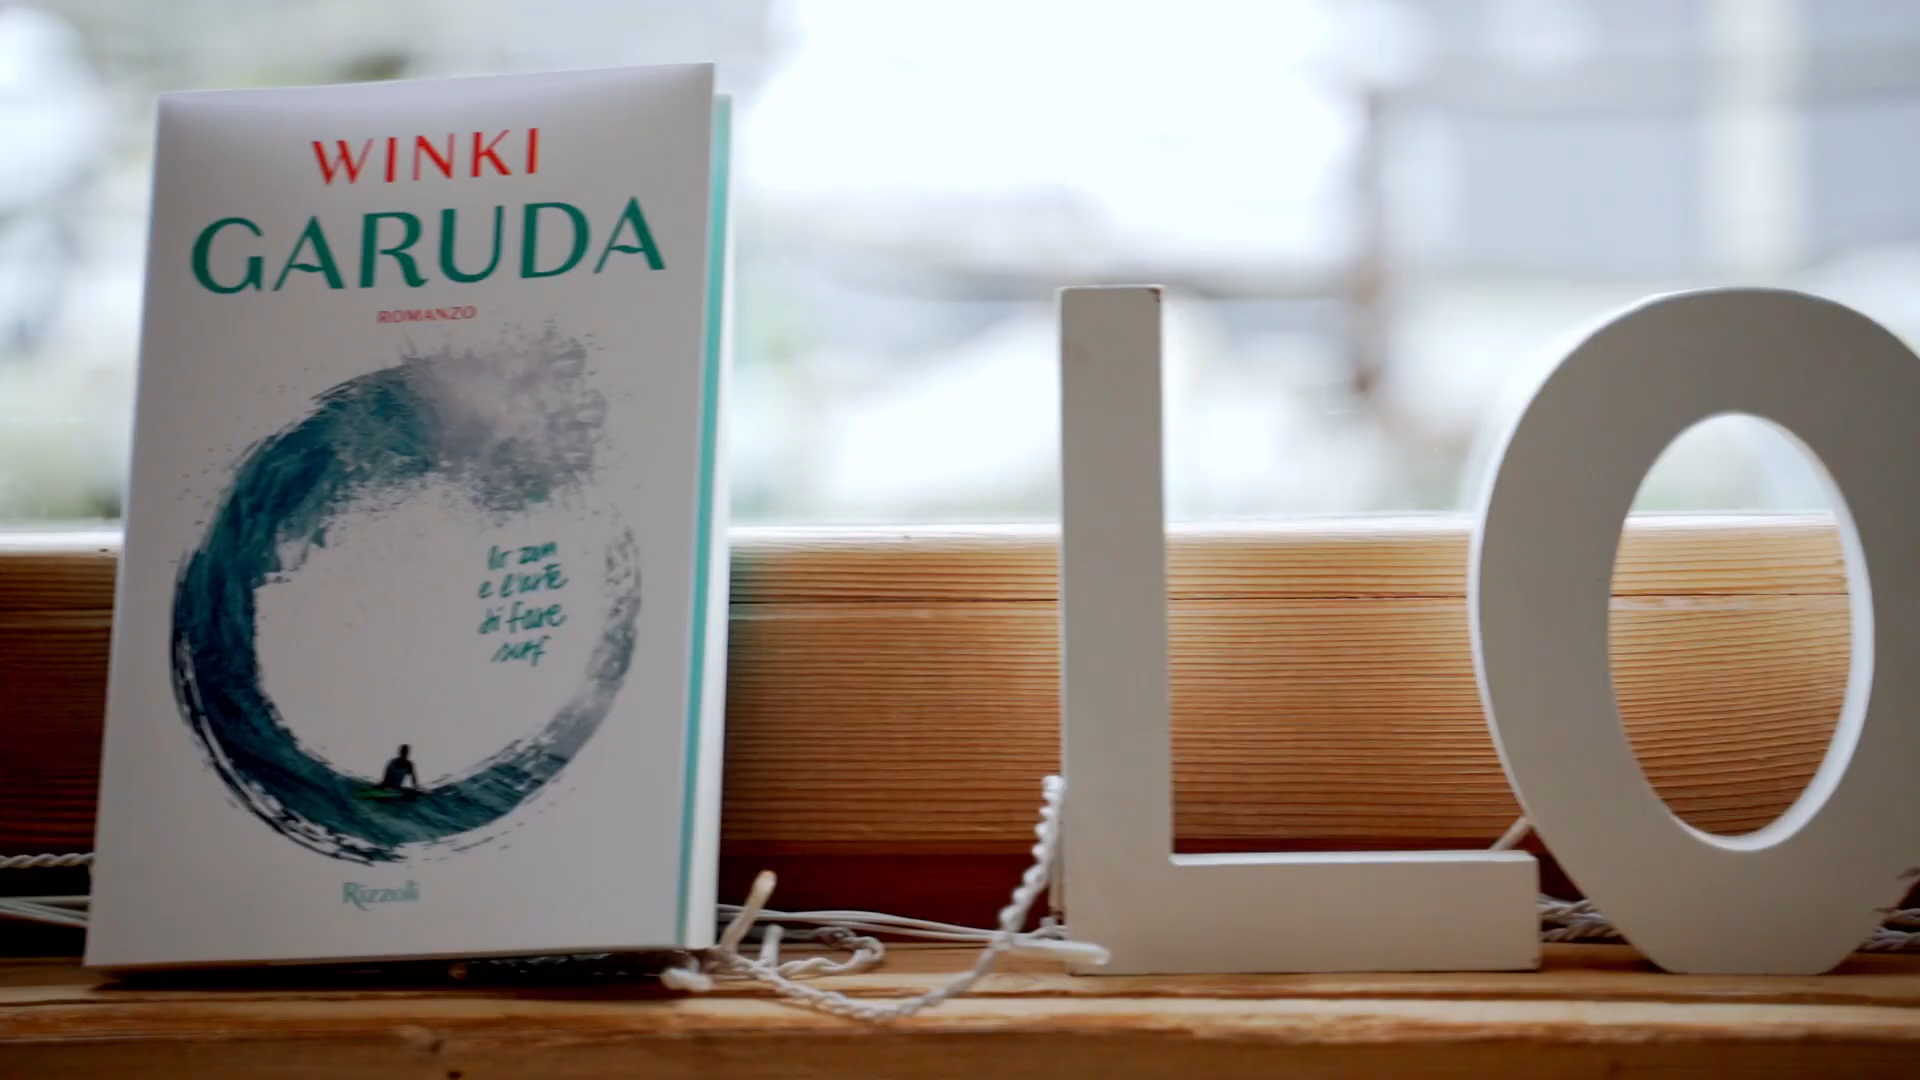 WINKI
GARUDA
ROMANZO
lo zen
e l'arte
di fare
surf
Rizzoli
LO